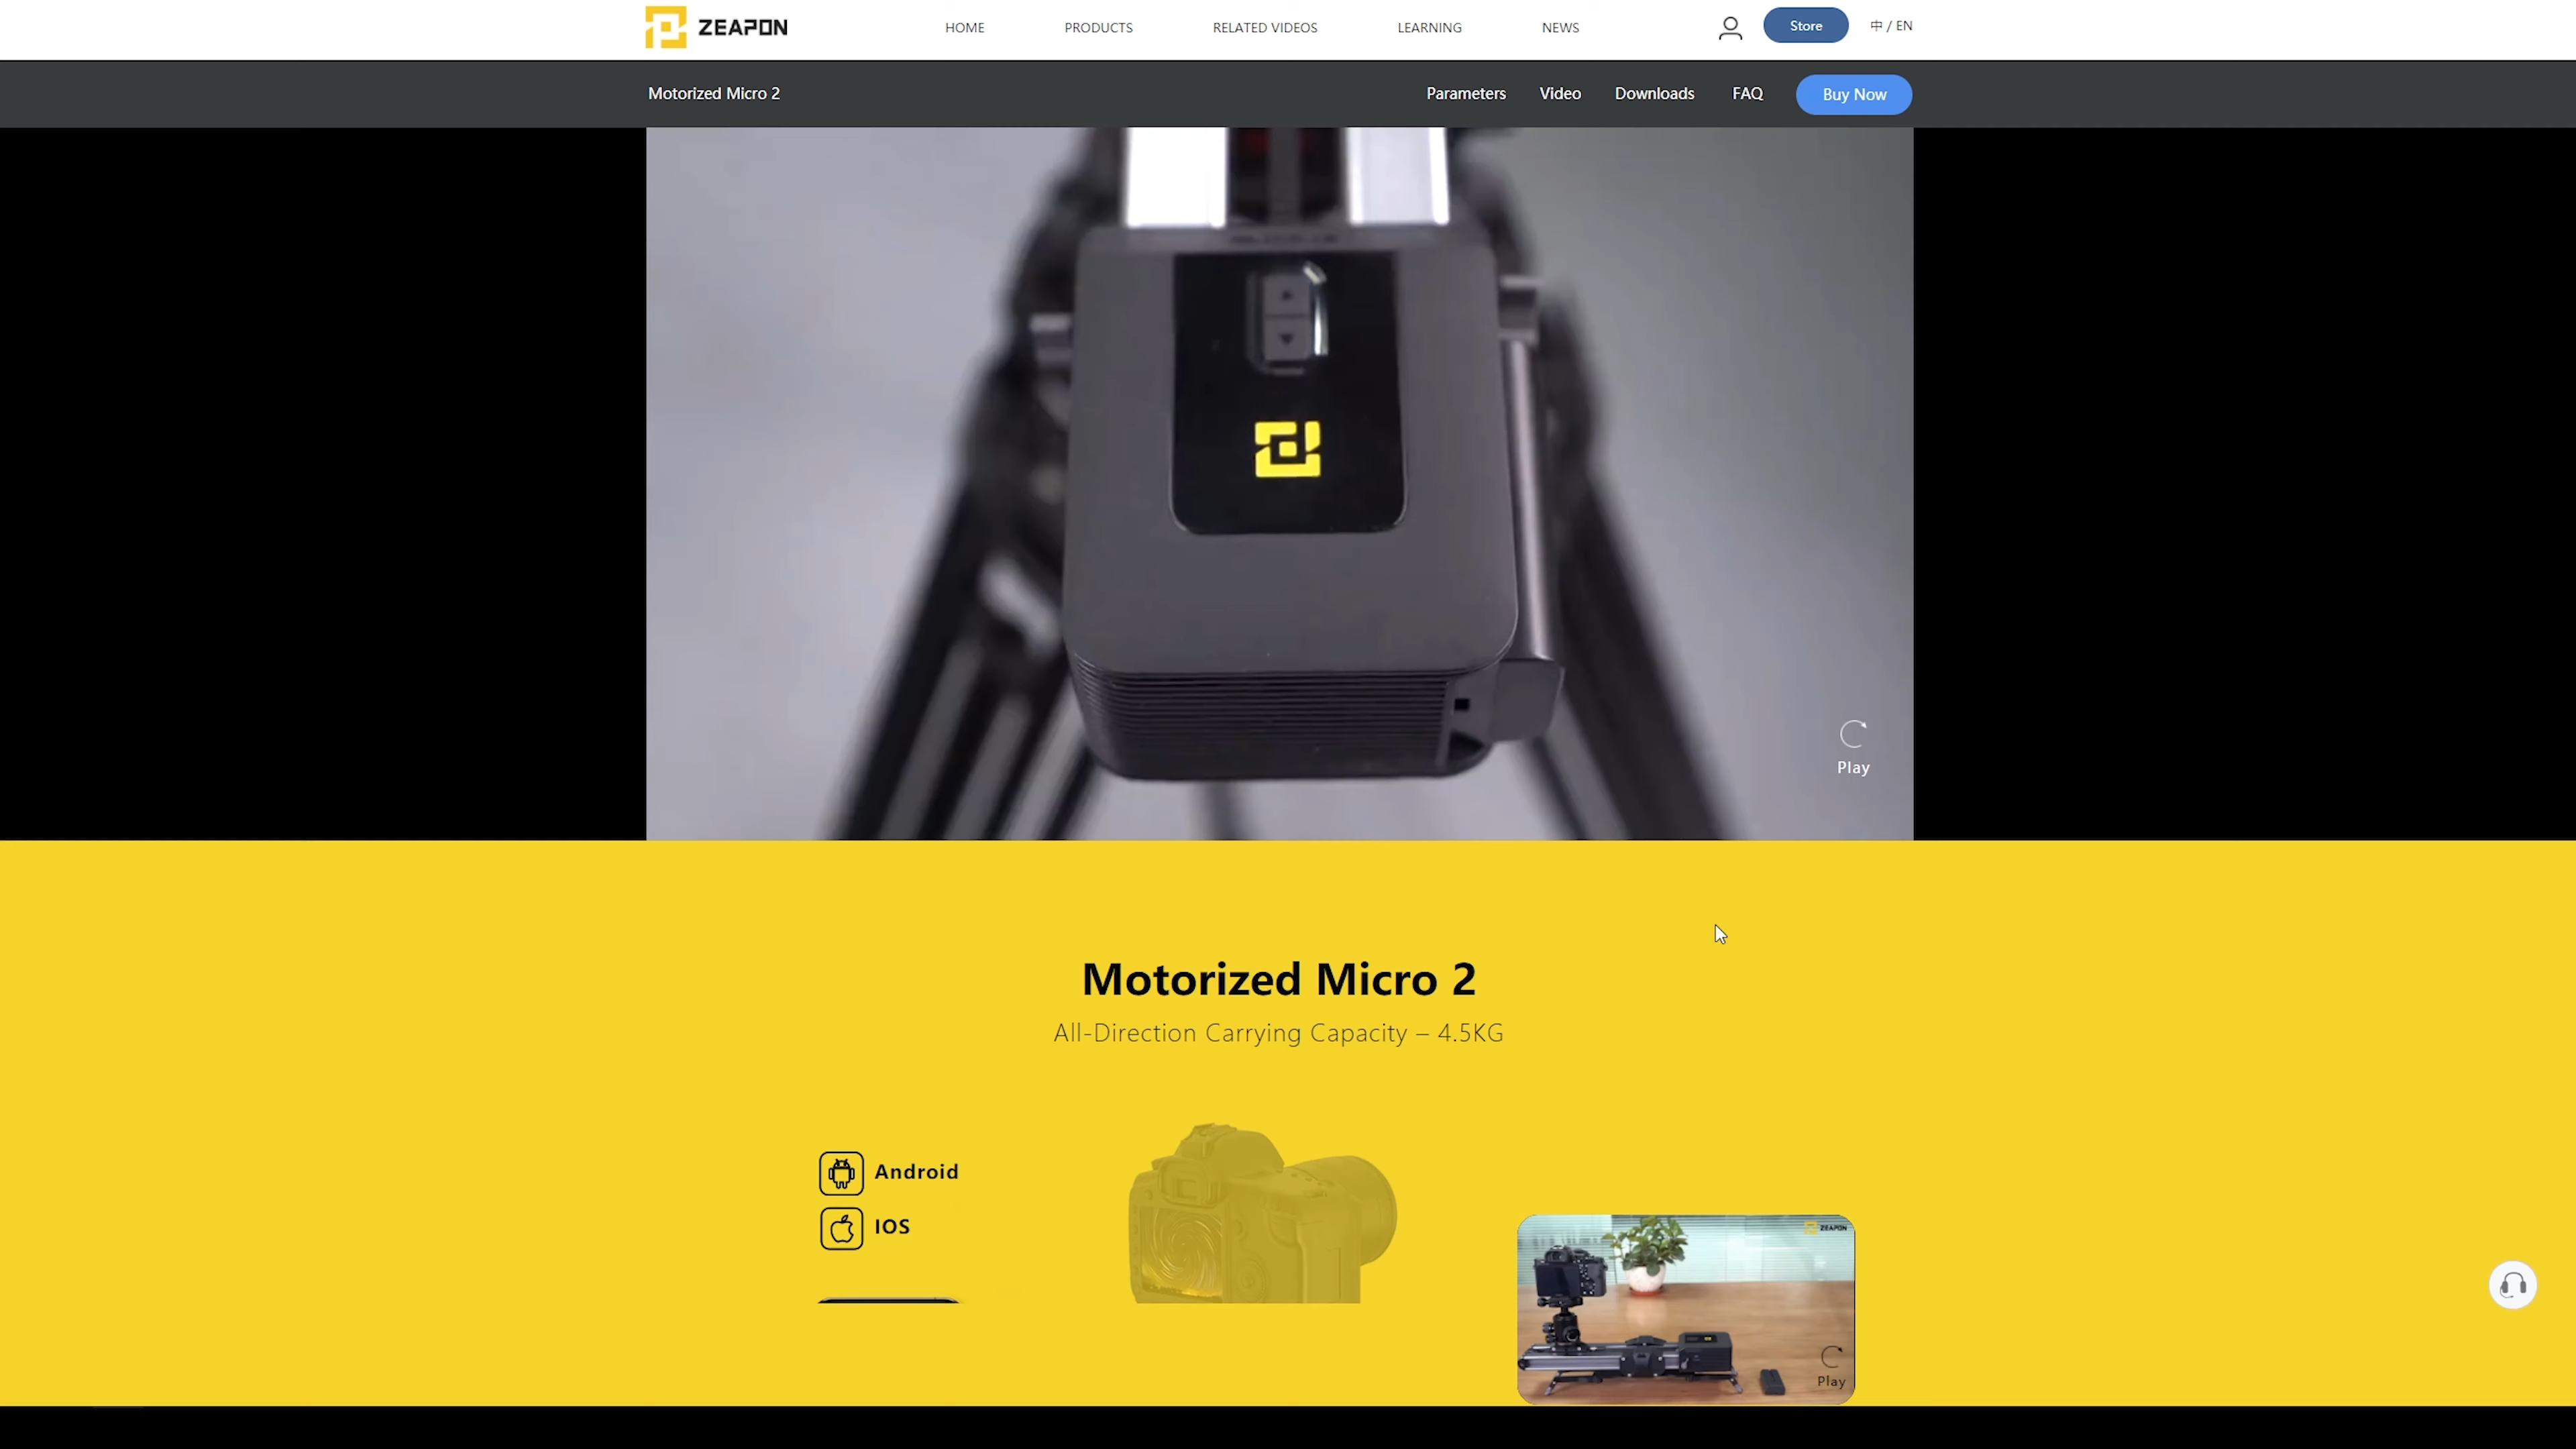 ZEAPON
HOME PRODUCTS RELATED VIDEOS LEARNING NEWS Store 中 / EN
Motorized Micro 2 Parameters Video Downloads FAQ Buy Now
Play
Motorized Micro 2
All-Direction Carrying Capacity – 4.5KG
Android
IOS
ZEAPON
Play